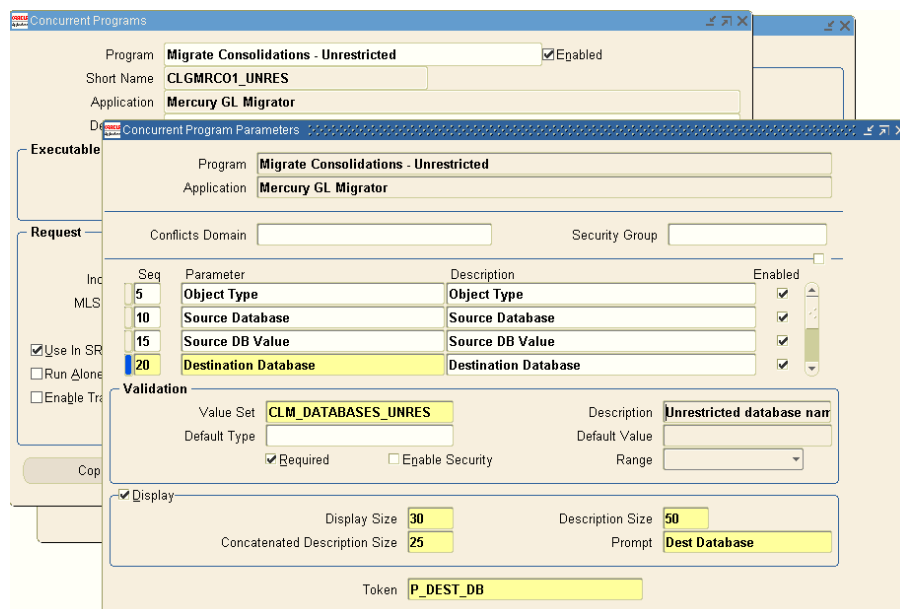 Concurrent Programs
Program Migrate Consolidations - Unrestricted Enabled
Short Name CLGMRC01_UNRES
Application Mercury GL Migrator
Concurrent Program Parameters
Executable
Program Migrate Consolidations - Unrestricted
Application Mercury GL Migrator
Request
Conflicts Domain Security Group
Seq Parameter Description Enabled
5 Object Type Object Type
MLS
10 Source Database Source Database
15 Source DB Value Source DB Value
Use In SR
20 Destination Database Destination Database
Run Alone
Validation
Enable Tra
Value Set CLM_DATABASES_UNRES Description Unrestricted database nam
Default Type Default Value
Required Enable Security Range
Cop
Display
Display Size 30 Description Size 50
Concatenated Description Size 25 Prompt Dest Database
Token P_DEST_DB